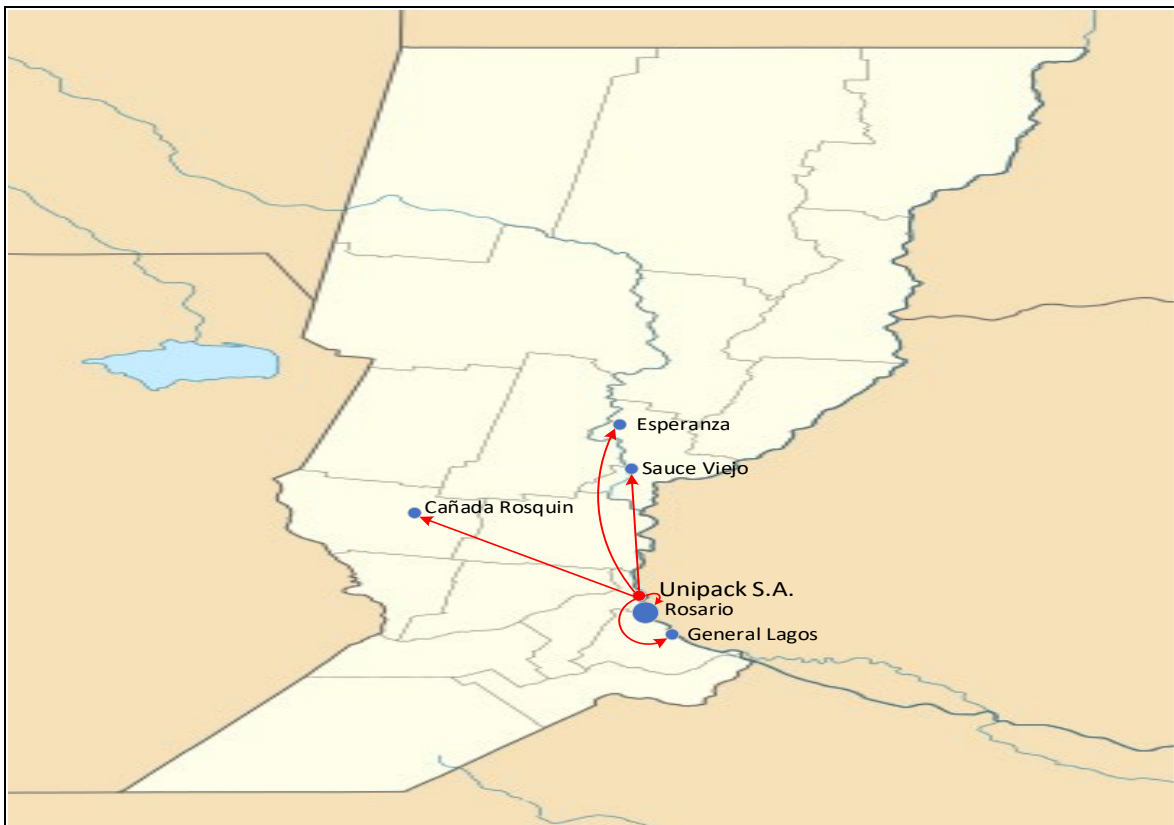 Esperanza
Sauce Viejo
Cañada Rosquin
Unipack S.A.
Rosario
General Lagos